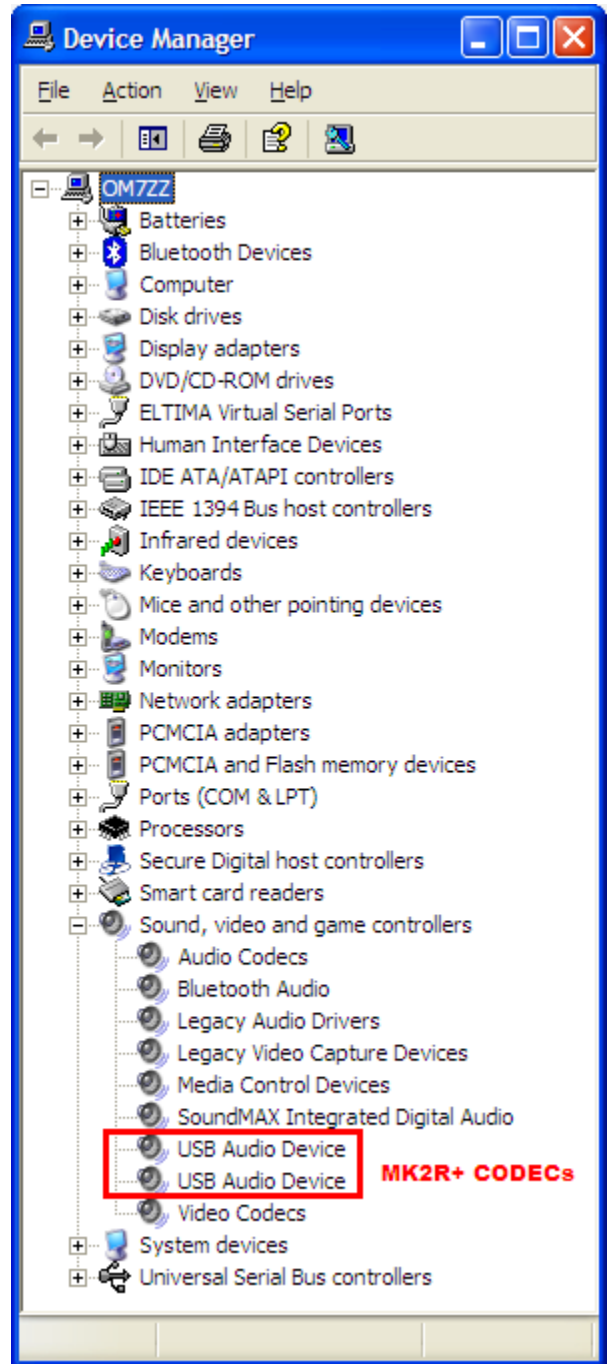 Device Manager
File Action View Help
OM7ZZ
Batteries
Bluetooth Devices
Computer
Disk drives
Display adapters
DVD/CD-ROM drives
ELTIMA Virtual Serial Ports
Human Interface Devices
IDE ATA/ATAPI controllers
IEEE 1394 Bus host controllers
Infrared devices
Keyboards
Mice and other pointing devices
Modems
Monitors
Network adapters
PCMCIA adapters
PCMCIA and Flash memory devices
Ports (COM & LPT)
Processors
Secure Digital host controllers
Smart card readers
Sound, video and game controllers
Audio Codecs
Bluetooth Audio
Legacy Audio Drivers
Legacy Video Capture Devices
Media Control Devices
SoundMAX Integrated Digital Audio
USB Audio Device
USB Audio Device MK2R+ CODECs
Video Codecs
System devices
Universal Serial Bus controllers